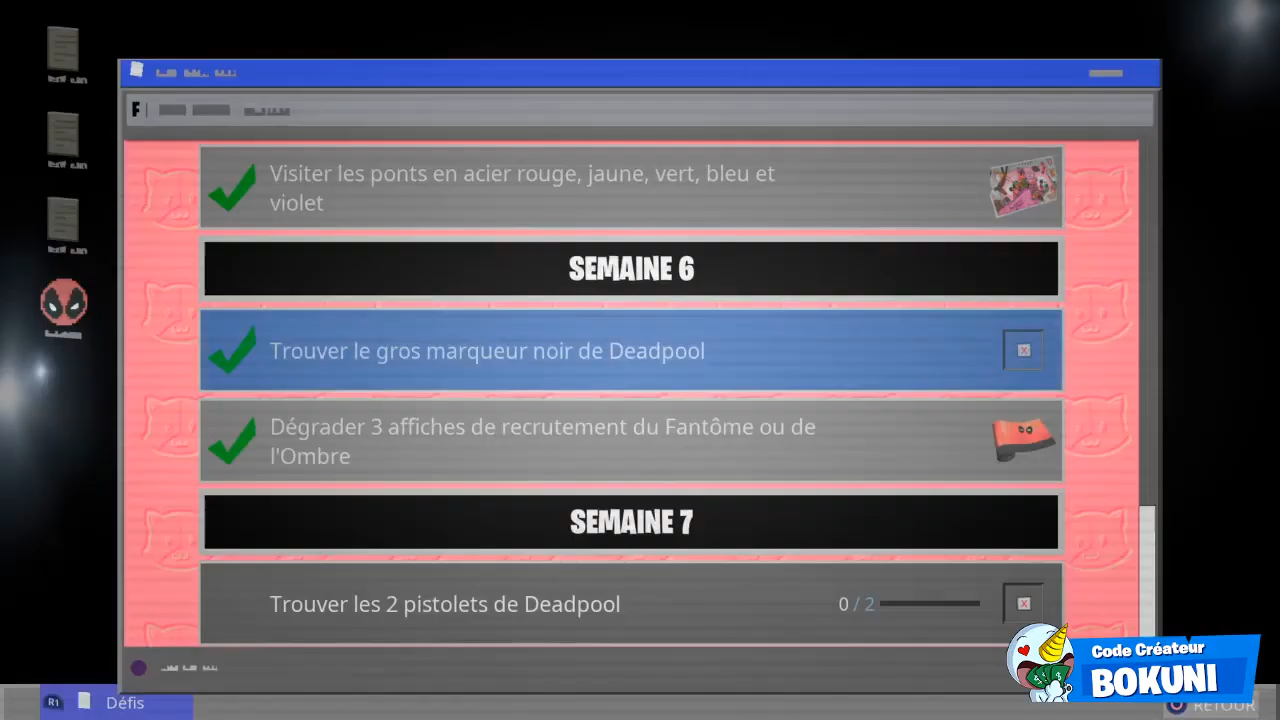 F
Visiter les ponts en acier rouge, jaune, vert, bleu et
violet
SEMAINE 6
Trouver le gros marqueur noir de Deadpool
Dégrader 3 affiches de recrutement du Fantôme ou de
l'Ombre
SEMAINE 7
Trouver les 2 pistolets de Deadpool
0 / 2
Code Créateur
BOKUNI
R1
Défis
RETOUR